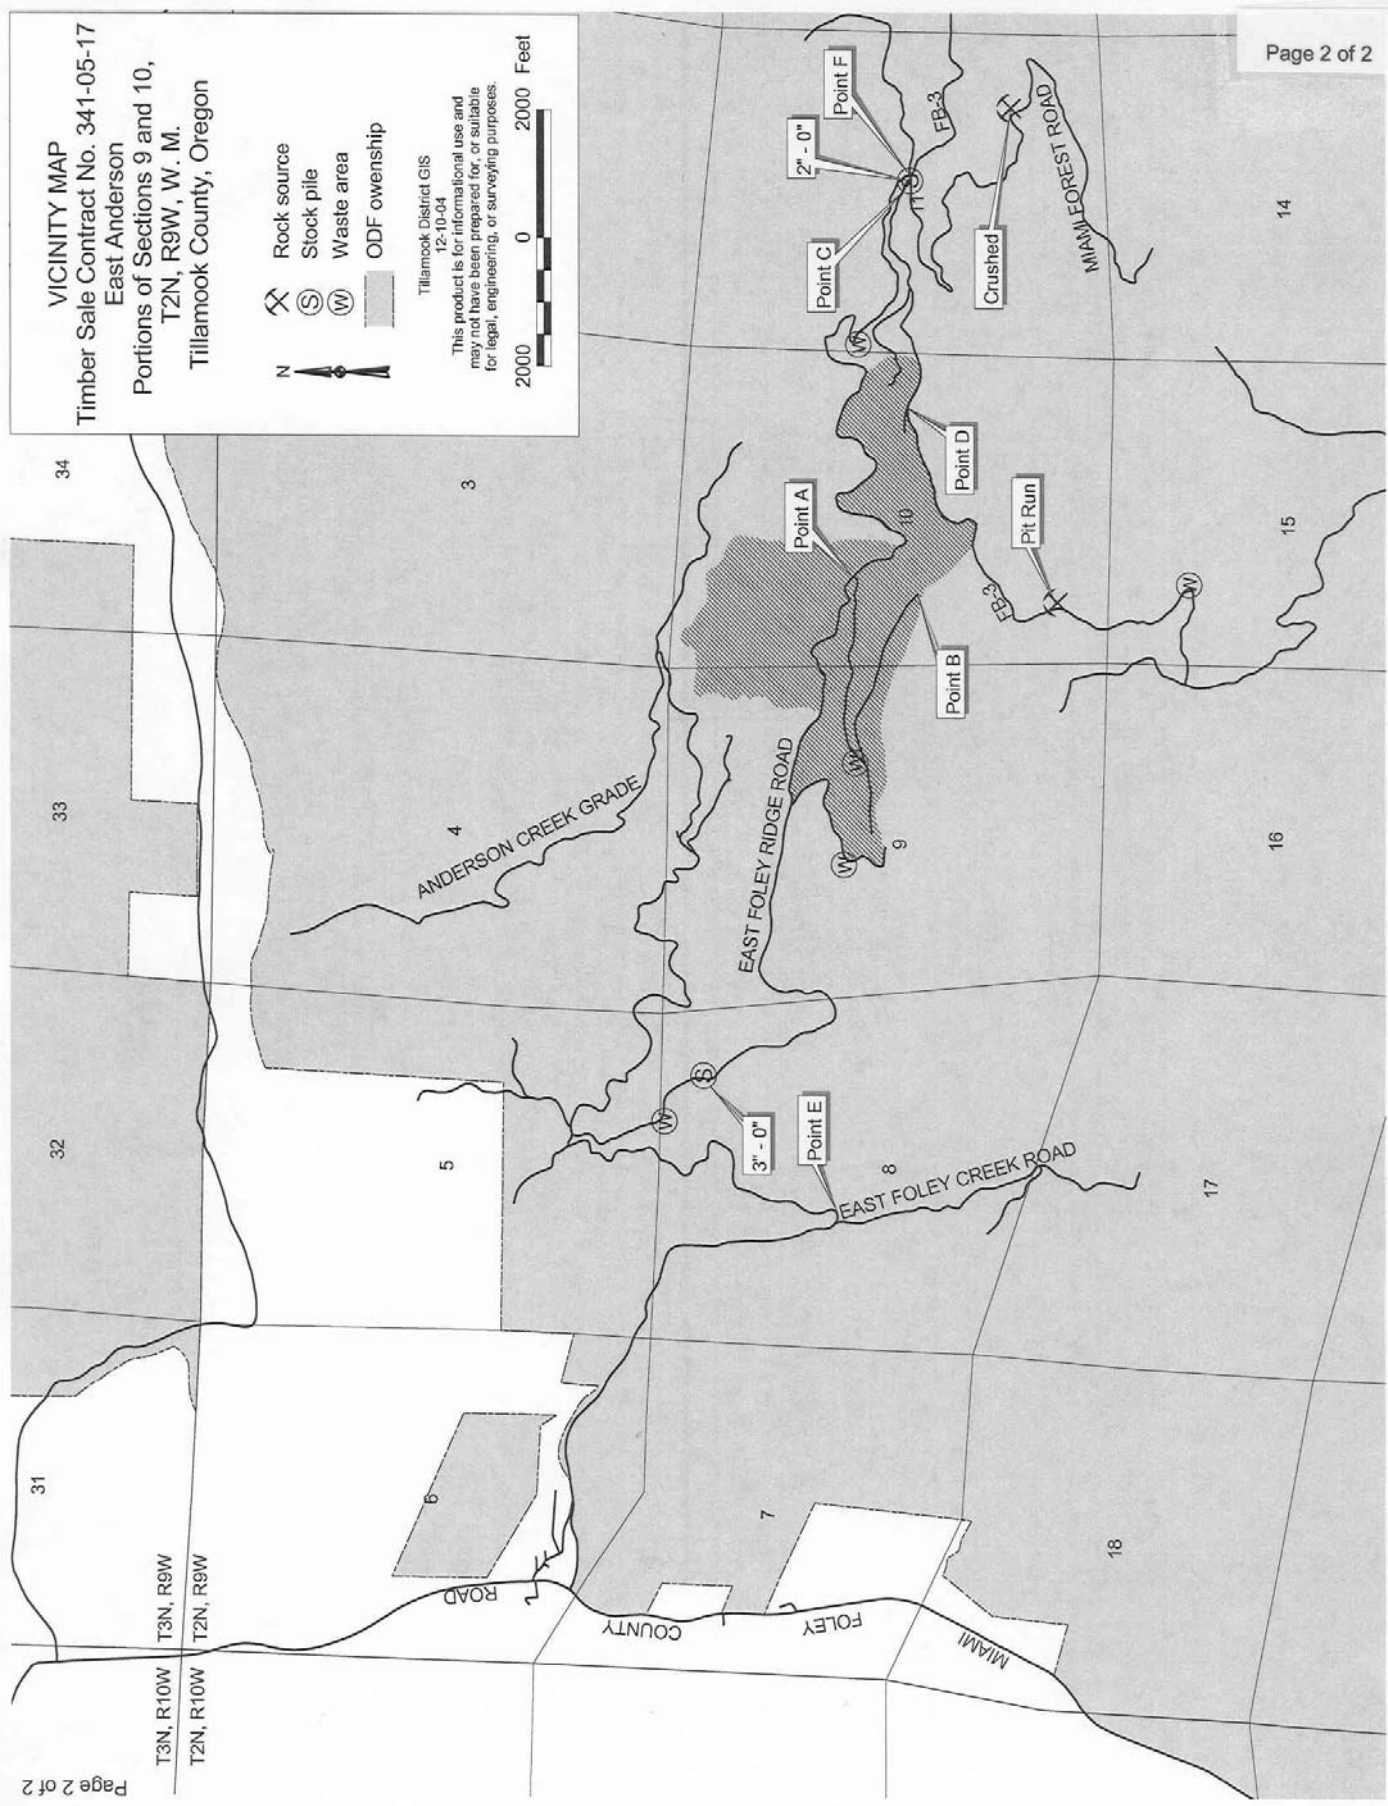 Page 2 of 2
VICINITY MAP
Timber Sale Contract No. 341-05-17
East Anderson
Portions of Sections 9 and 10,
T2N, R9W, W. M.
Tillamook County, Oregon
N
Rock source
S
Stock pile
W
Waste area
ODF owenship
Tillamook District GIS
12-10-04
This product is for informational use and
may not have been prepared for, or suitable
for legal, engineering, or surveying purposes.
2000
0
2000 Feet
Page 2 of 2
T3N, R10W
T3N, R9W
T2N, R10W
T2N, R9W
31
32
33
34
6
5
4
3
ANDERSON CREEK GRADE
ROAD
COUNTY
FOLEY
MIAMI
7
W
S
3" - 0"
Point E
8
EAST FOLEY CREEK ROAD
EAST FOLEY RIDGE ROAD
W
W
9
Point A
Point B
10
Point D
W
Point C
2" - 0"
Point F
S
11
FB-3
Crushed
MIAMI FOREST ROAD
FB-3
Pit Run
W
18
17
16
15
14